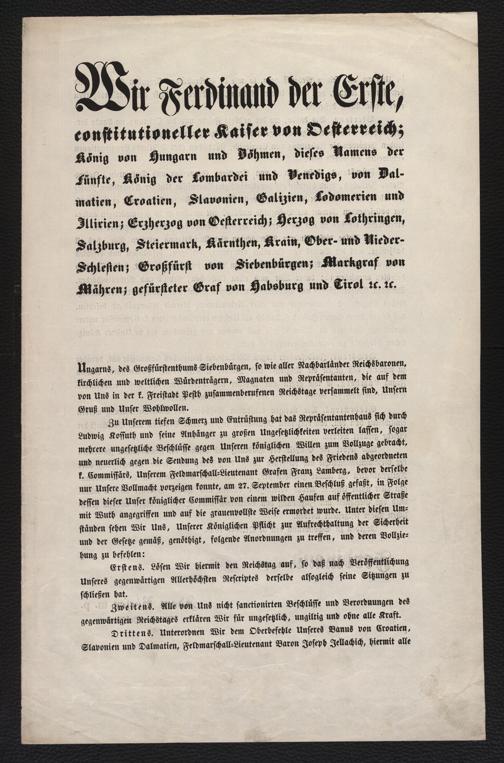 Wir Ferdinand der Erste,
constitutioneller Kaiser von Oesterreich;
König von Hungarn und Böhmen, dieses Namens der
Fünfte, König der Lombardei und Venedigs, von Dal-
matien, Croatien, Slavonien, Galizien, Lodomerien und
Illirien; Erzherzog von Oesterreich; Herzog von Lothringen,
Salzburg, Steiermark, Kärnthen, Krain, Ober- und Nieder-
Schlesien; Großfürst von Siebenbürgen; Markgraf von
Mähren; gefürsteter Graf von Habsburg und Tirol ꝛc. ꝛc.
Ungarns, des Großfürstenthums Siebenbürgen, so wie aller Nachbarländer Reichsbaronen,
kirchlichen und weltlichen Würdenträgern, Magnaten und Repräsentanten, die auf dem
von Uns in der k. Freistadt Pesth zusammenberufenen Reichstage versammelt sind, Unsern
Gruß und Unser Wohlwollen.
Zu Unserem tiefen Schmerz und Entrüstung hat das Repräsentantenhaus sich durch
Ludwig Kossuth und seine Anhänger zu großen Ungesetzlichkeiten verleiten lassen, sogar
mehrere ungesetzliche Beschlüsse gegen Unseren königlichen Willen zum Vollzuge gebracht,
und neuerlich gegen die Sendung des von Uns zur Herstellung des Friedens abgeordneten
k. Commissärs, Unserem Feldmarschall-Lieutenant Grafen Franz Lamberg, bevor derselbe
nur Unsere Vollmacht vorzeigen konnte, am 27. September einen Beschluß gefaßt, in Folge
dessen dieser Unser königlicher Commissär von einem wilden Haufen auf öffentlicher Straße
mit Wuth angegriffen und auf die grauenvollste Weise ermordet wurde. Unter diesen Um-
ständen sehen Wir Uns, Unserer Königlichen Pflicht zur Aufrechthaltung der Sicherheit
und der Gesetze gemäß, genöthigt, folgende Anordnungen zu treffen, und deren Vollzie-
hung zu befehlen:
Erstens. Lösen Wir hiermit den Reichstag auf, so daß nach Veröffentlichung
Unseres gegenwärtigen Allerhöchsten Rescriptes derselbe alsogleich seine Sitzungen zu
schließen hat.
Zweitens. Alle von Uns nicht sanctionirten Beschlüsse und Verordnungen des
gegenwärtigen Reichstages erklären Wir für ungesetzlich, ungiltig und ohne alle Kraft.
Drittens. Unterordnen Wir dem Oberbefehle Unseres Banus von Croatien,
Slavonien und Dalmatien, Feldmarschall-Lieutenant Baron Joseph Jellachich, hiermit alle